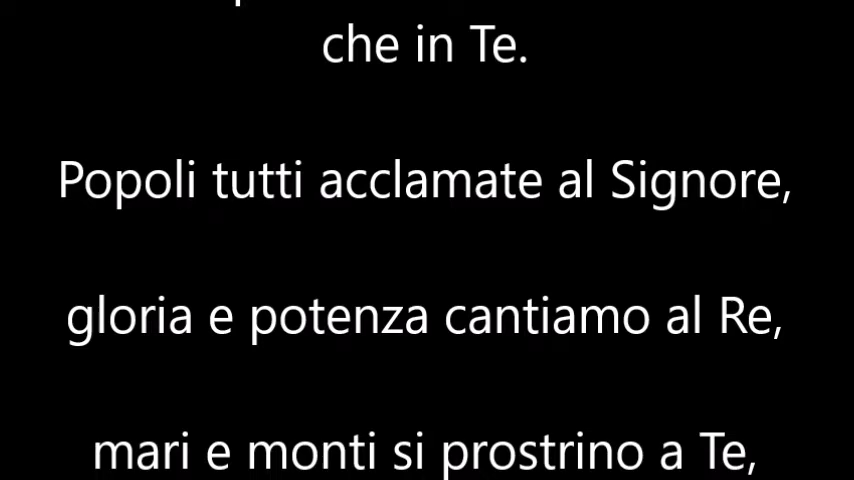 che in Te.
Popoli tutti acclamate al Signore,
gloria e potenza cantiamo al Re,
mari e monti si prostrino a Te,